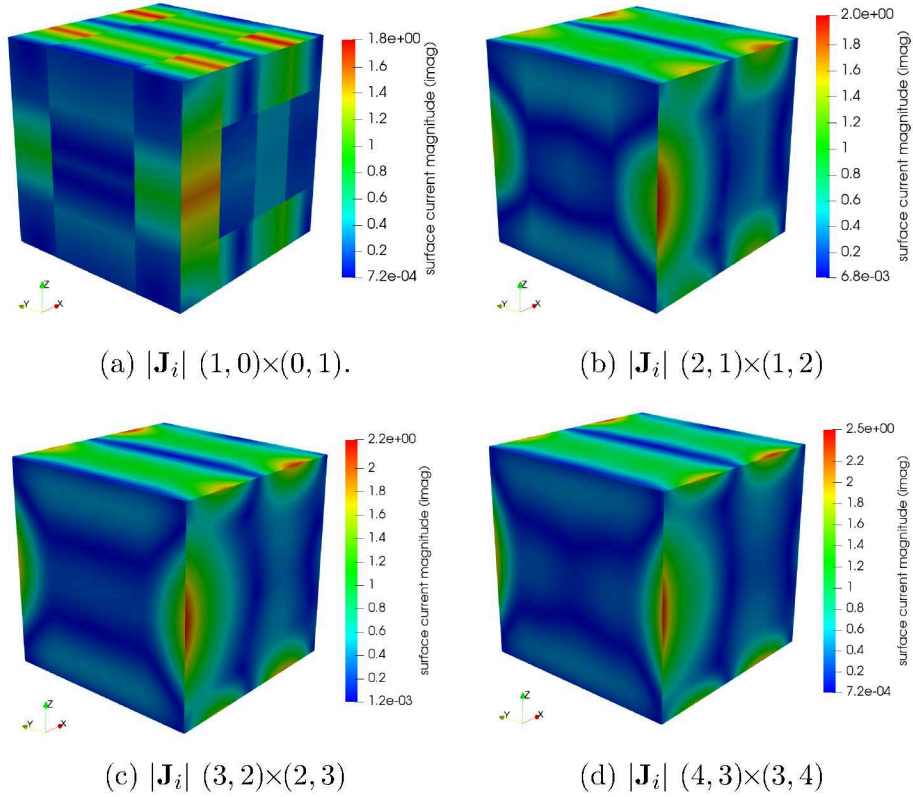 1.8e+00
1.6
1.4
1.2
1
0.8
0.6
0.4
0.2
7.2e-04
surface current magnitude (imag)
Z
Y
X
(a) |𝐉ᵢ| (1, 0)×(0, 1).
2.0e+00
1.8
1.6
1.4
1.2
1
0.8
0.6
0.4
0.2
6.8e-03
surface current magnitude (imag)
Z
Y
X
(b) |𝐉ᵢ| (2, 1)×(1, 2)
2.2e+00
2
1.8
1.6
1.4
1.2
1
0.8
0.6
0.4
0.2
1.2e-03
surface current magnitude (imag)
Z
Y
X
(c) |𝐉ᵢ| (3, 2)×(2, 3)
2.5e+00
2.2
2
1.8
1.6
1.4
1.2
1
0.8
0.6
0.4
0.2
7.2e-04
surface current magnitude (imag)
Z
Y
X
(d) |𝐉ᵢ| (4, 3)×(3, 4)